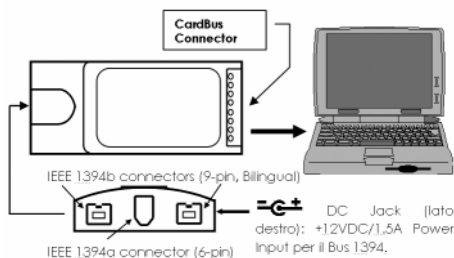 CardBus
Connector
IEEE 1394b connectors (9-pin, Bilingual)
DC Jack (lato
destro): +12VDC/1.5A Power
Input per il Bus 1394.
IEEE 1394a connector (6-pin)